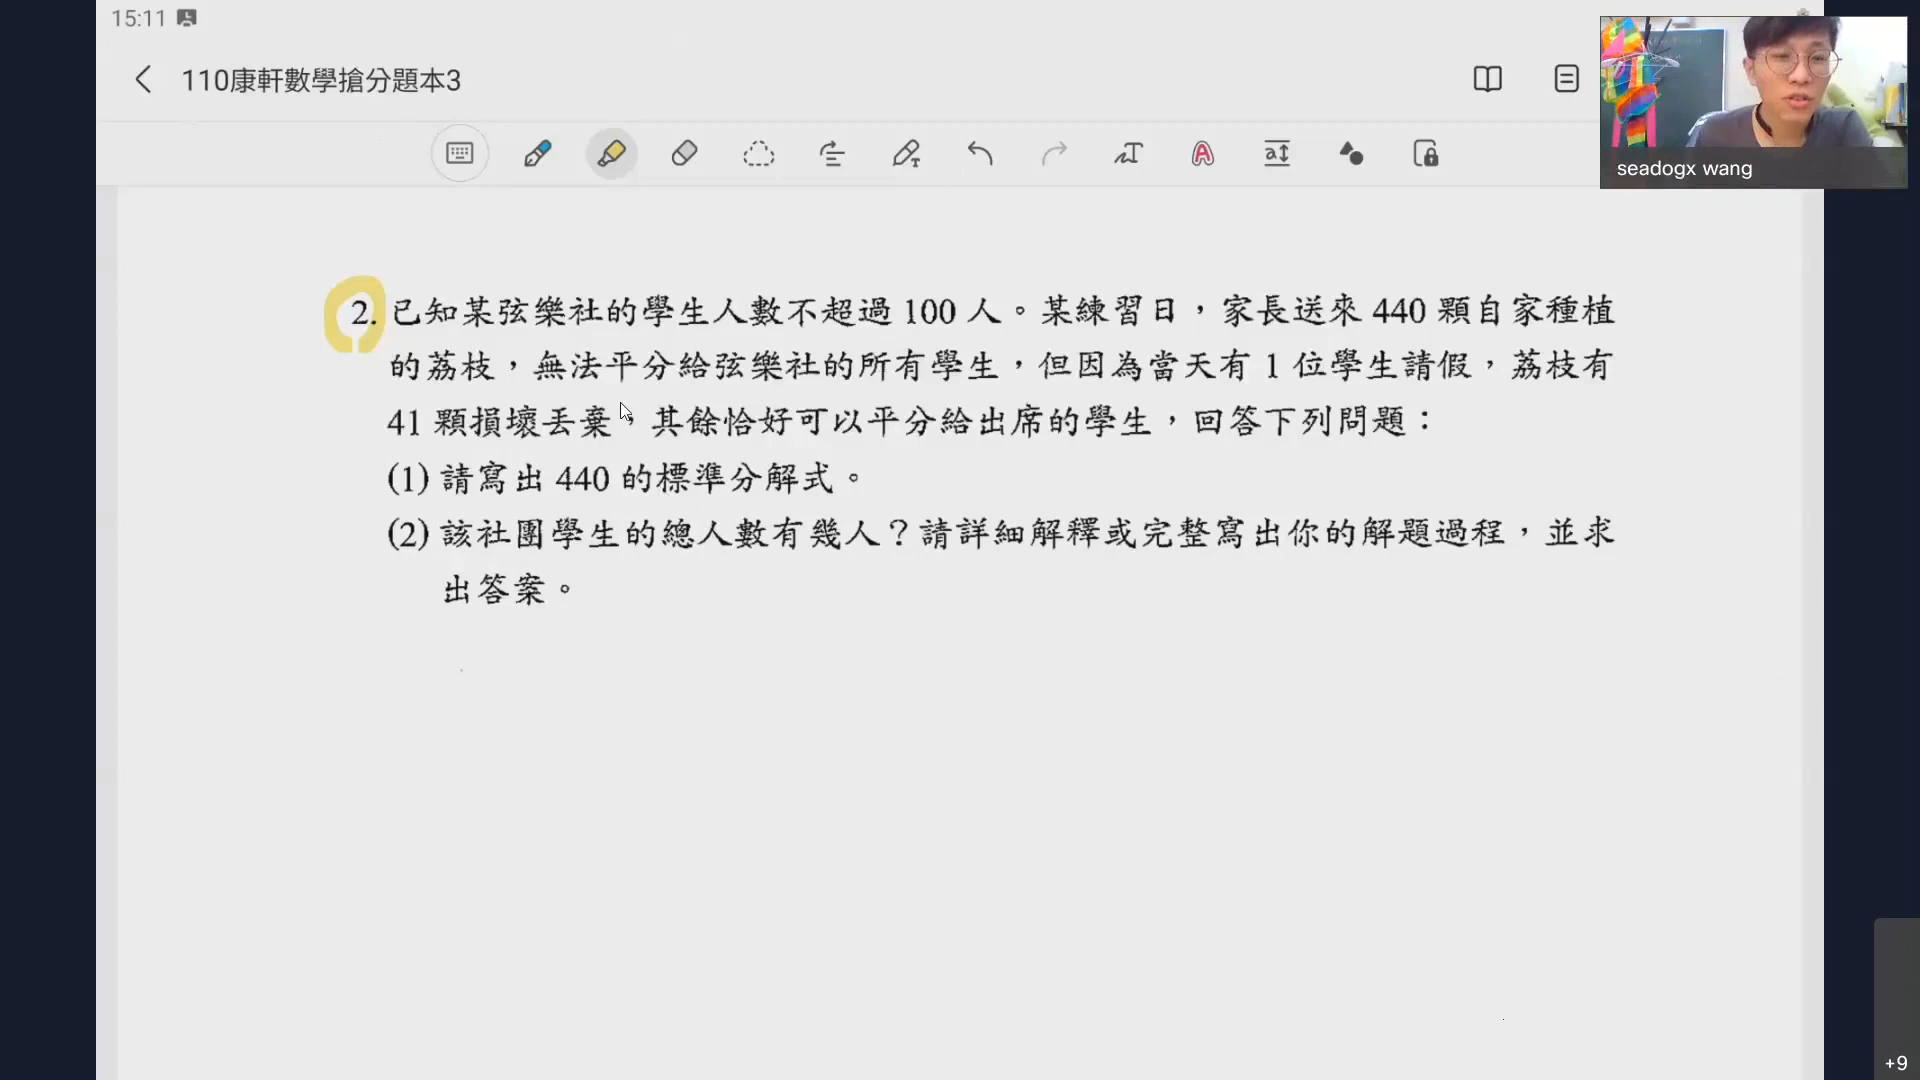 15:11
110康軒數學搶分題本3
seadogx wang
2. 已知某弦樂社的學生人數不超過 100 人。某練習日，家長送來 440 顆自家種植
的荔枝，無法平分給弦樂社的所有學生，但因為當天有 1 位學生請假，荔枝有
41 顆損壞丟棄，其餘恰好可以平分給出席的學生，回答下列問題：
(1) 請寫出 440 的標準分解式。
(2) 該社團學生的總人數有幾人？請詳細解釋或完整寫出你的解題過程，並求
出答案。
+9